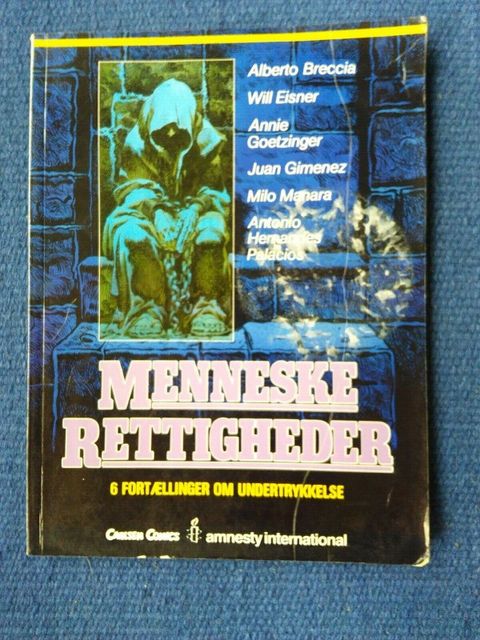 Alberto Breccia
Will Eisner
Annie
Goetzinger
Juan Gimenez
Milo Manara
Antonio
Hernandes
Palacios
MENNESKE
RETTIGHEDER
6 FORTÆLLINGER OM UNDERTRYKKELSE
CARLSEN COMICS amnesty international